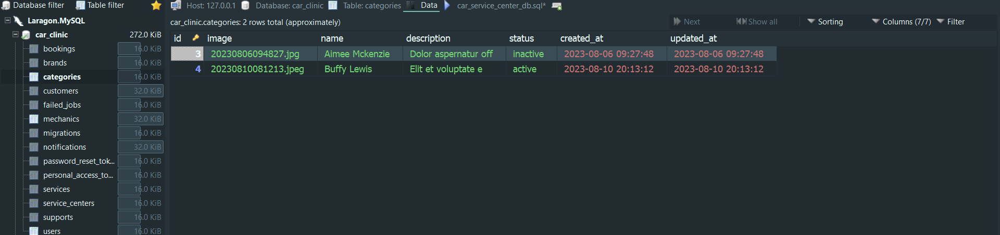 Database filter Table filter
Host: 127.0.0.1 Database: car_clinic Table: categories Data car_service_center_db.sql*
Laragon.MySQL
car_clinic 272.0 KiB
bookings 16.0 KiB
brands 16.0 KiB
categories 16.0 KiB
customers 32.0 KiB
failed_jobs 16.0 KiB
mechanics 32.0 KiB
migrations 16.0 KiB
notifications 32.0 KiB
password_reset_tok... 16.0 KiB
personal_access_to... 16.0 KiB
services 16.0 KiB
service_centers 16.0 KiB
supports 16.0 KiB
users 16.0 KiB
car_clinic.categories: 2 rows total (approximately) Next Show all Sorting Columns (7/7) Filter
id image name description status created_at updated_at
3 20230806094827.jpg Aimee Mckenzie Dolor aspernatur off inactive 2023-08-06 09:27:48 2023-08-06 09:27:48
4 20230810081213.jpeg Buffy Lewis Elit et voluptate e active 2023-08-10 20:13:12 2023-08-10 20:13:12